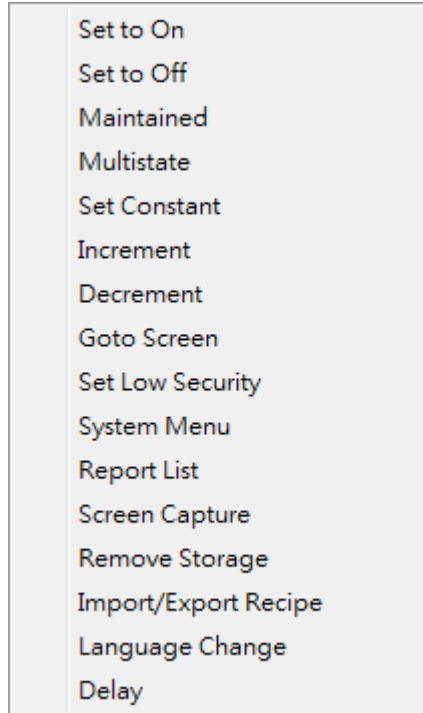 Set to On
Set to Off
Maintained
Multistate
Set Constant
Increment
Decrement
Goto Screen
Set Low Security
System Menu
Report List
Screen Capture
Remove Storage
Import/Export Recipe
Language Change
Delay